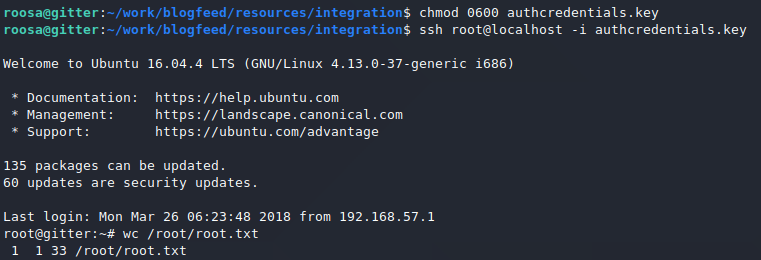 roosa@gitter:~/work/blogfeed/resources/integration$ chmod 0600 authcredentials.key
roosa@gitter:~/work/blogfeed/resources/integration$ ssh root@localhost -i authcredentials.key
Welcome to Ubuntu 16.04.4 LTS (GNU/Linux 4.13.0-37-generic i686)
* Documentation:  https://help.ubuntu.com
* Management:     https://landscape.canonical.com
* Support:        https://ubuntu.com/advantage
135 packages can be updated.
60 updates are security updates.
Last login: Mon Mar 26 06:23:48 2018 from 192.168.57.1
root@gitter:~# wc /root/root.txt
1  1 33 /root/root.txt